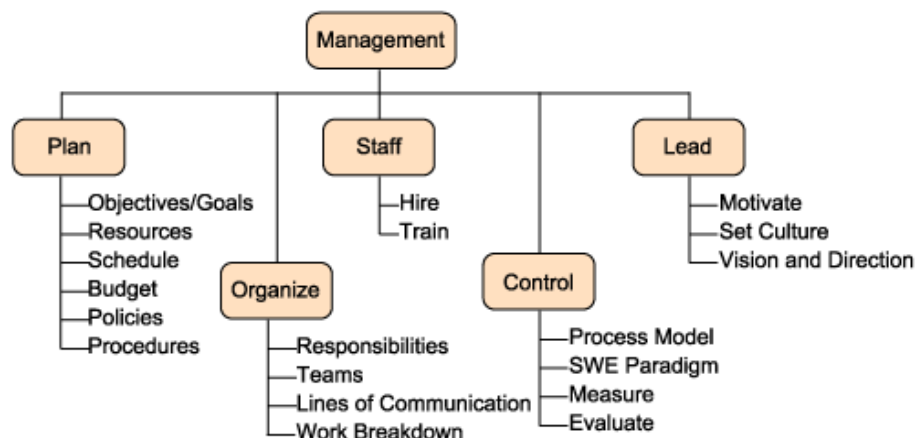 Management
Plan
Objectives/Goals
Resources
Schedule
Budget
Policies
Procedures
Organize
Responsibilities
Teams
Lines of Communication
Work Breakdown
Staff
Hire
Train
Control
Process Model
SWE Paradigm
Measure
Evaluate
Lead
Motivate
Set Culture
Vision and Direction